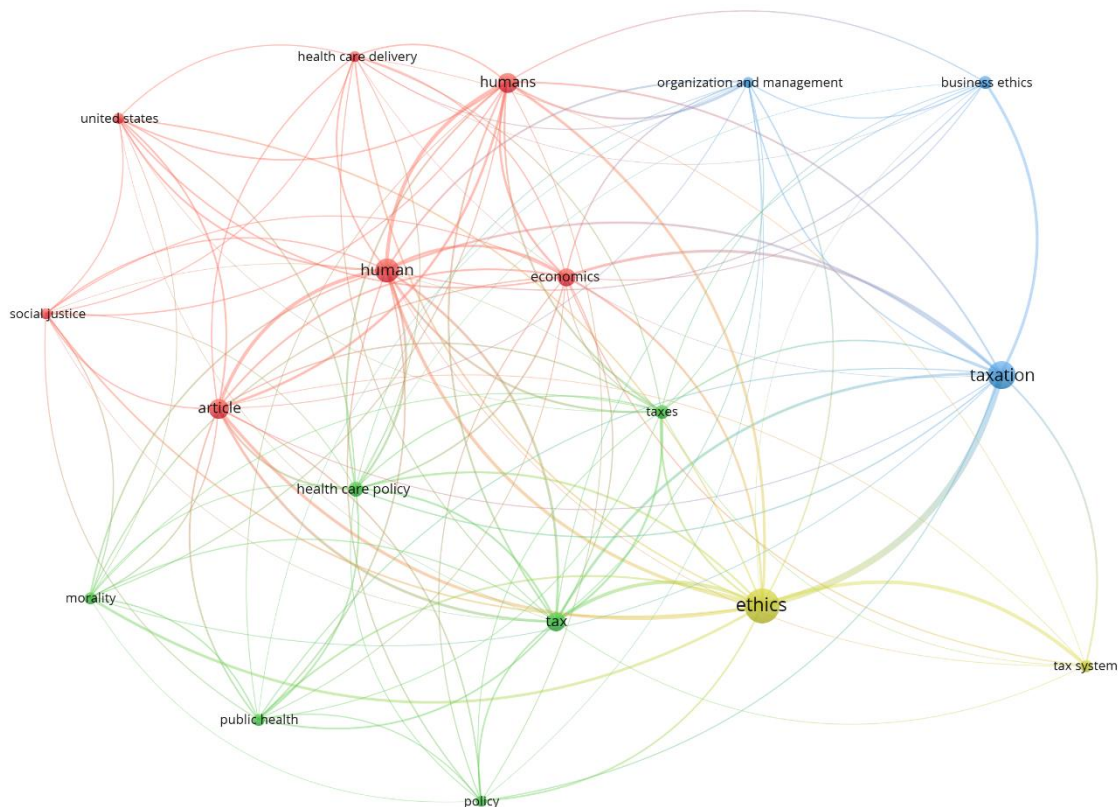 health care delivery
humans
organization and management
business ethics
united states
human
economics
social justice
taxation
article
taxes
health care policy
morality
ethics
tax
tax system
public health
policy